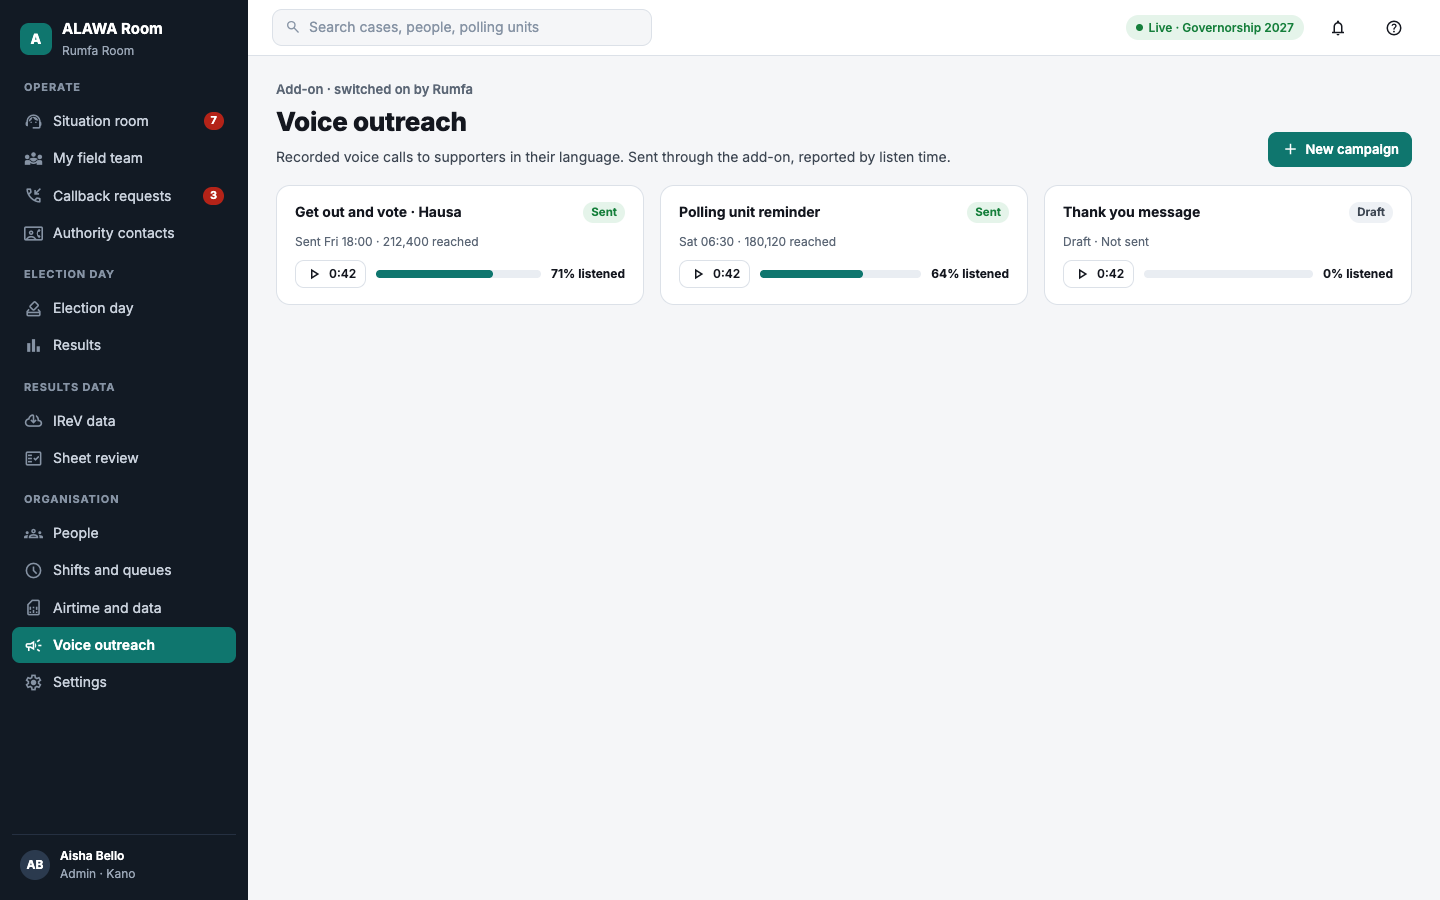 A
ALAWA Room
Rumfa Room
OPERATE
Situation room 7
My field team
Callback requests 3
Authority contacts
ELECTION DAY
Election day
Results
RESULTS DATA
IReV data
Sheet review
ORGANISATION
People
Shifts and queues
Airtime and data
Voice outreach
Settings
AB
Aisha Bello
Admin · Kano
Search cases, people, polling units
Live · Governorship 2027
Add-on · switched on by Rumfa
Voice outreach
Recorded voice calls to supporters in their language. Sent through the add-on, reported by listen time.
New campaign
Get out and vote · Hausa Sent
Sent Fri 18:00 · 212,400 reached
0:42 71% listened
Polling unit reminder Sent
Sat 06:30 · 180,120 reached
0:42 64% listened
Thank you message Draft
Draft · Not sent
0:42 0% listened